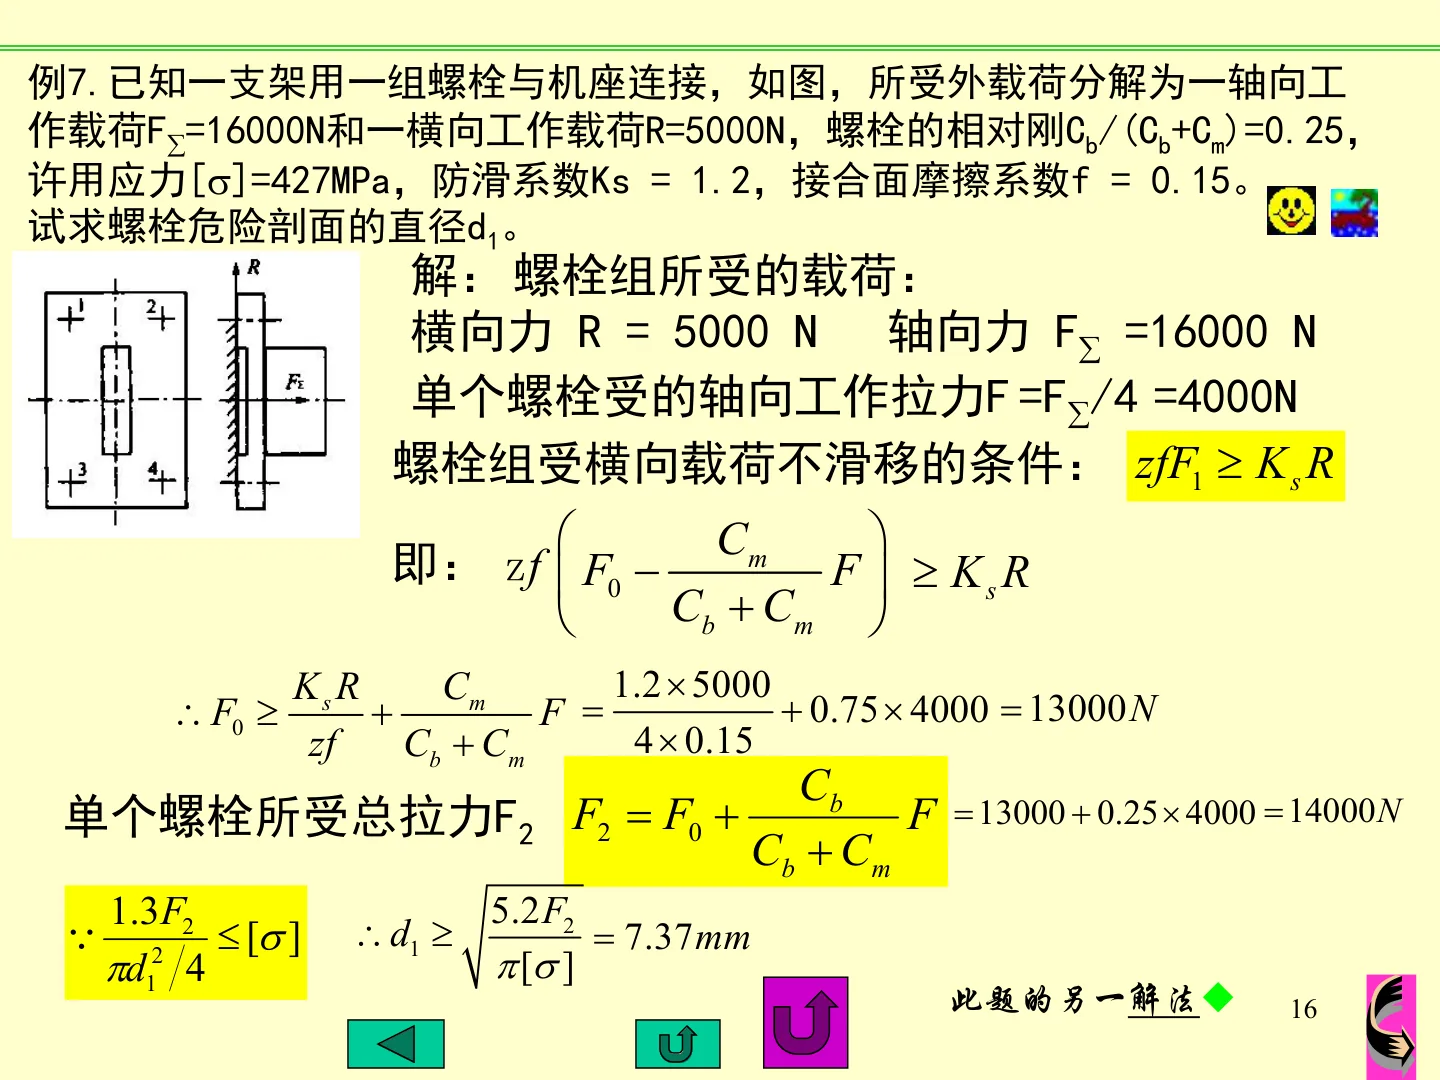 例7.已知一支架用一组螺栓与机座连接，如图，所受外载荷分解为一轴向工
作载荷F∑=16000N和一横向工作载荷R=5000N，螺栓的相对刚Cb/(Cb+Cm)=0.25，
许用应力[σ]=427MPa，防滑系数Ks = 1.2，接合面摩擦系数f = 0.15。
试求螺栓危险剖面的直径d1。
1 2
3 4
R
FΣ
解：螺栓组所受的载荷：
横向力 R = 5000 N 轴向力 F∑ =16000 N
单个螺栓受的轴向工作拉力F =F∑/4 =4000N
螺栓组受横向载荷不滑移的条件： zfF1 ≥ KsR
即： zf(F0 − Cm/(Cb + Cm) F) ≥ KsR
∴ F0 ≥ KsR/zf + Cm/(Cb + Cm) F = 1.2×5000/4×0.15 + 0.75×4000 = 13000N
单个螺栓所受总拉力F2 F2 = F0 + Cb/(Cb + Cm) F = 13000 + 0.25×4000 = 14000N
∵ 1.3F2/(πd1²/4) ≤ [σ] ∴ d1 ≥ √(5.2F2/π[σ]) = 7.37mm
此题的另一解法◆
16